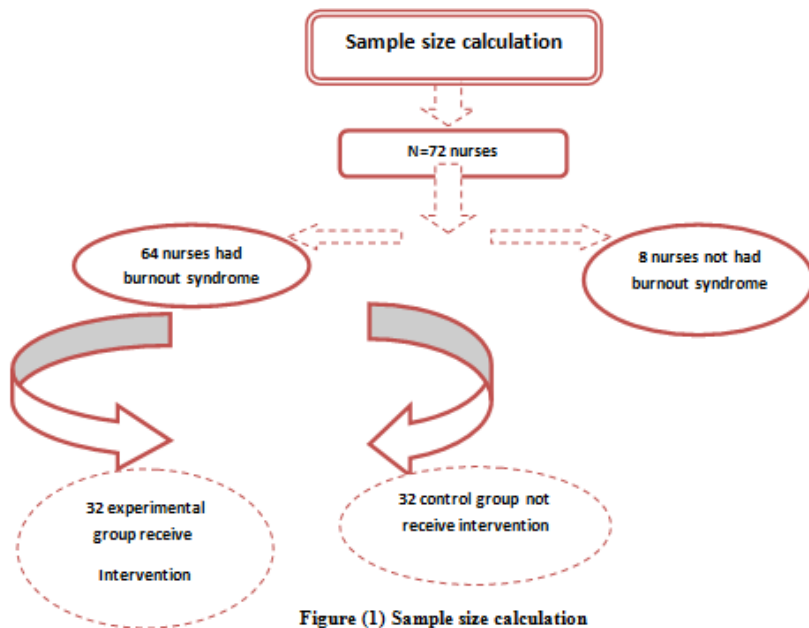 Sample size calculation
N=72 nurses
64 nurses had
burnout syndrome
8 nurses not had
burnout syndrome
32 experimental
group receive
Intervention
32 control group not
receive intervention
Figure (1) Sample size calculation